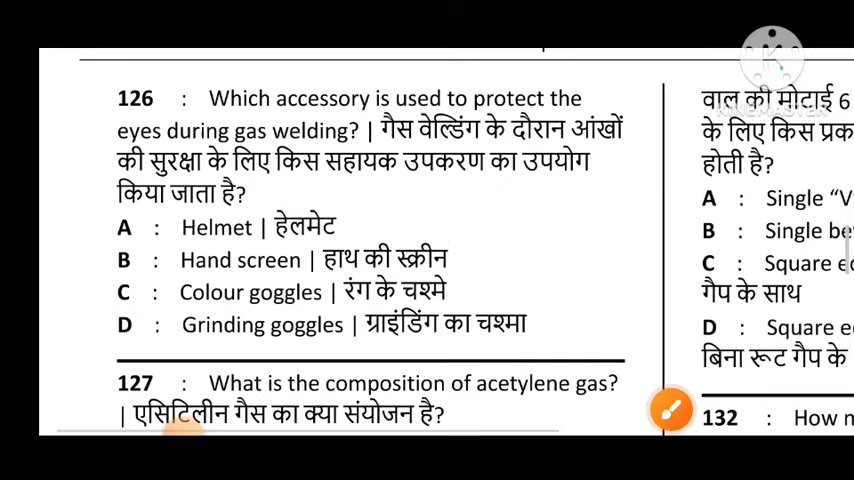 126 : Which accessory is used to protect the
eyes during gas welding? | गैस वेल्डिंग के दौरान आंखों
की सुरक्षा के लिए किस सहायक उपकरण का उपयोग
किया जाता है?
A : Helmet | हेलमेट
B : Hand screen | हाथ की स्क्रीन
C : Colour goggles | रंग के चश्मे
D : Grinding goggles | ग्राइंडिंग का चश्मा
127 : What is the composition of acetylene gas?
| एसिटिलीन गैस का क्या संयोजन है?
वाल की मोटाई 6
के लिए किस
होती है?
A : Single “V
B : Single
C : Square
गैप के साथ
D : Square
बिना रूट गैप के
132 : How
KINEMASTER